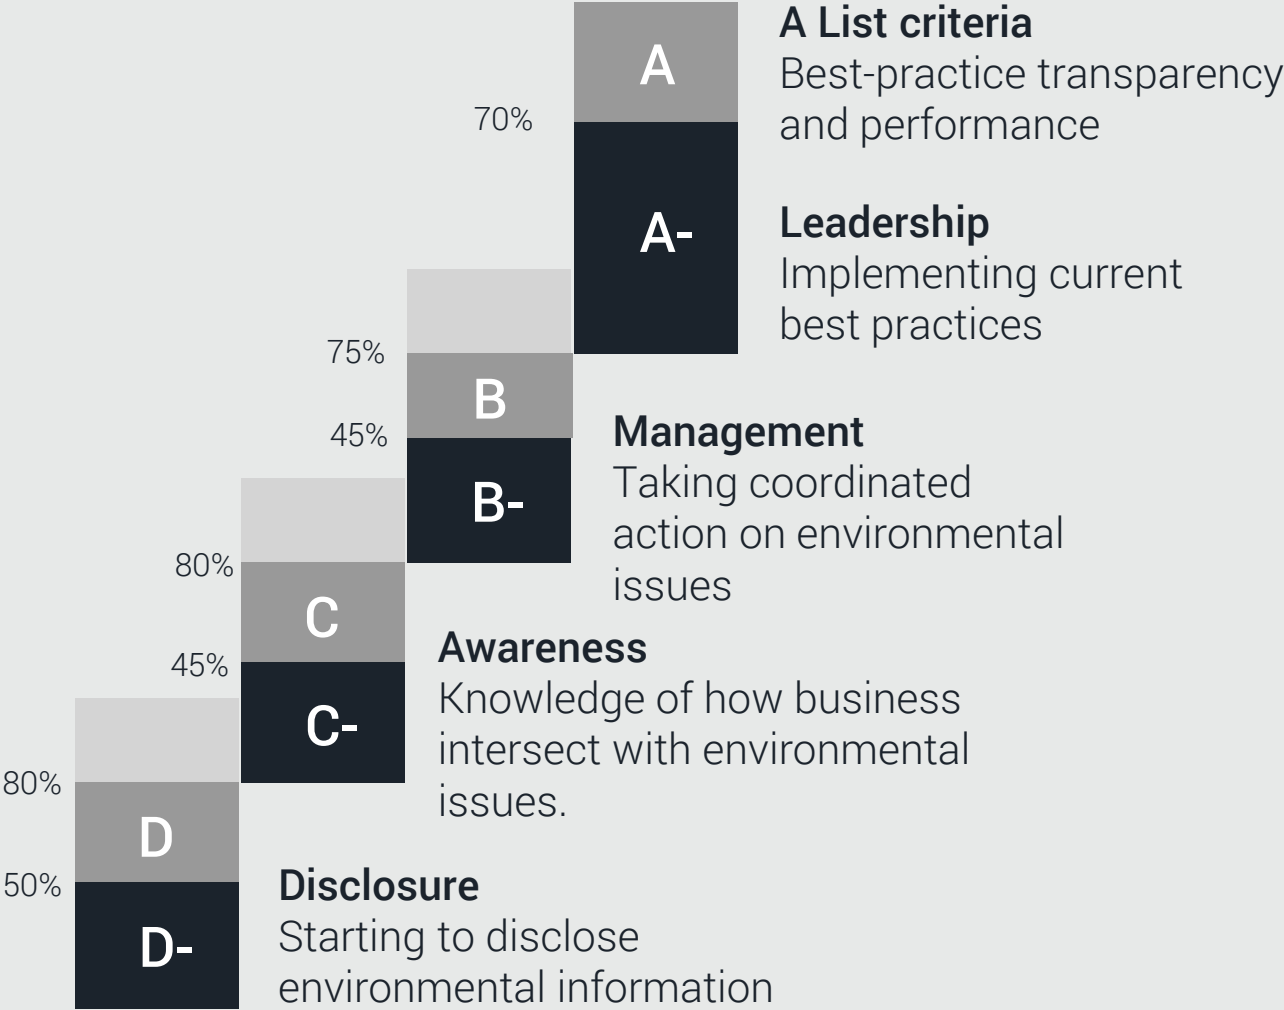 A
A List criteria
Best-practice transparency
and performance
70%
A-
Leadership
Implementing current
best practices
75%
B
45%
B-
Management
Taking coordinated
action on environmental
issues
80%
C
45%
C-
Awareness
Knowledge of how business
intersect with environmental
issues.
80%
D
50%
D-
Disclosure
Starting to disclose
environmental information